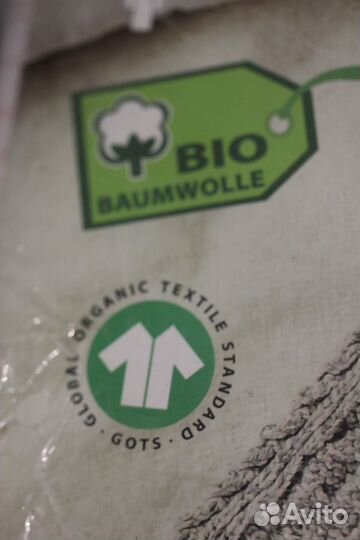 BIO
BAUMWOLLE
GLOBAL ORGANIC TEXTILE STANDARD
· GOTS ·
Avito